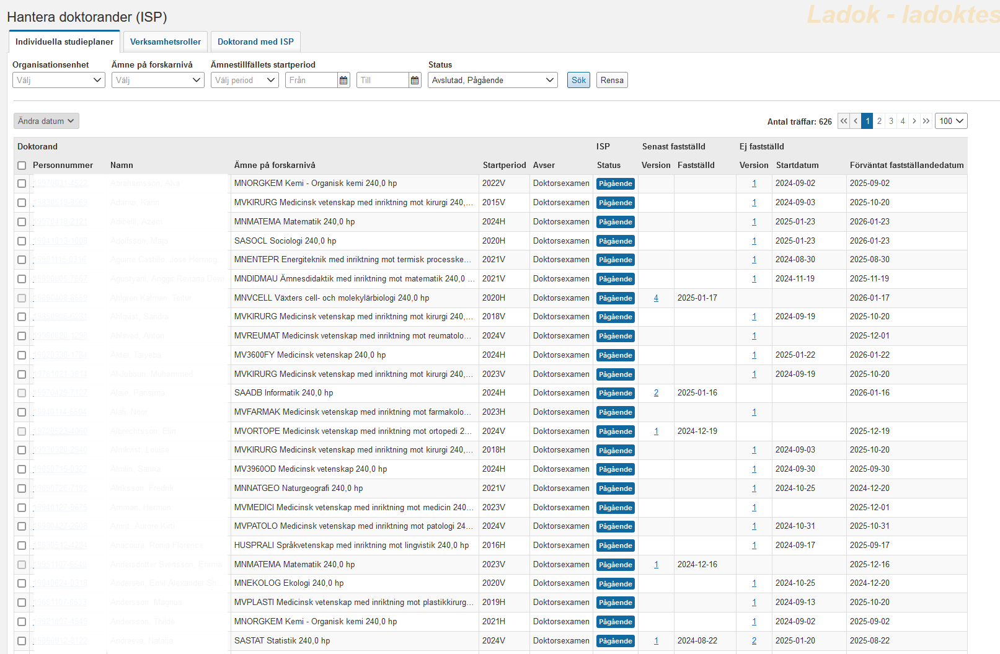 Hantera doktorander (ISP)
Ladok - ladoktes
Individuella studieplaner Verksamhetsroller Doktorand med ISP
Organisationsenhet Ämne på forskarnivå Ämnestillfällets startperiod Status
Välj Välj Välj period Från Till Avslutad, Pågående Sök Rensa
Ändra datum Antal träffar: 626 1 2 3 4 100
Doktorand ISP Senast fastställd Ej fastställd
Personnummer Namn Ämne på forskarnivå Startperiod Avser Status Version Fastställd Version Startdatum Förväntat fastställandedatum
MNORGKEM Kemi - Organisk kemi 240,0 hp 2022V Doktorsexamen Pågående 1 2024-09-02 2025-09-02
MVKIRURG Medicinsk vetenskap med inriktning mot kirurgi 240,... 2015V Doktorsexamen Pågående 1 2024-09-03 2025-10-20
MNMATEMA Matematik 240,0 hp 2024H Doktorsexamen Pågående 1 2025-01-23 2026-01-23
SASOCL Sociologi 240,0 hp 2020H Doktorsexamen Pågående 1 2025-01-23 2026-01-23
MNENTEPR Energiteknik med inriktning mot termisk processke... 2021V Doktorsexamen Pågående 1 2024-08-30 2025-08-30
MNDIDMAU Ämnesdidaktik med inriktning mot matematik 240,0 ... 2021V Doktorsexamen Pågående 1 2024-11-19 2025-11-19
MNVCELL Växters cell- och molekylärbiologi 240,0 hp 2020H Doktorsexamen Pågående 4 2025-01-17 2026-01-17
MVKIRURG Medicinsk vetenskap med inriktning mot kirurgi 240,... 2018V Doktorsexamen Pågående 1 2024-09-19 2025-10-20
MVREUMAT Medicinsk vetenskap med inriktning mot reumatolo... 2024V Doktorsexamen Pågående 1 2025-12-01
MV3600FY Medicinsk vetenskap 240,0 hp 2024H Doktorsexamen Pågående 1 2025-01-22 2026-01-22
MVKIRURG Medicinsk vetenskap med inriktning mot kirurgi 240,... 2023V Doktorsexamen Pågående 1 2024-09-19 2025-10-20
SAADB Informatik 240,0 hp 2024H Doktorsexamen Pågående 2 2025-01-16 2026-01-16
MVFARMAK Medicinsk vetenskap med inriktning mot farmakolo... 2023H Doktorsexamen Pågående 1
MVORTOPE Medicinsk vetenskap med inriktning mot ortopedi 2... 2024V Doktorsexamen Pågående 1 2024-12-19 2025-12-19
MVKIRURG Medicinsk vetenskap med inriktning mot kirurgi 240,... 2018H Doktorsexamen Pågående 1 2024-09-03 2025-10-20
MV3960OD Medicinsk vetenskap 240,0 hp 2024H Doktorsexamen Pågående 1 2024-09-30 2025-09-30
MNNATGEO Naturgeografi 240,0 hp 2021V Doktorsexamen Pågående 1 2024-10-25 2024-12-20
MVMEDICI Medicinsk vetenskap med inriktning mot medicin 240... 2023V Doktorsexamen Pågående 1 2025-12-01
MVPATOLO Medicinsk vetenskap med inriktning mot patologi 24... 2024V Doktorsexamen Pågående 1 2024-10-31 2025-10-31
HUSPRALI Språkvetenskap med inriktning mot lingvistik 240,0 hp 2016H Doktorsexamen Pågående 1 2024-09-17 2025-09-17
MNMATEMA Matematik 240,0 hp 2023V Doktorsexamen Pågående 1 2024-12-16 2025-12-16
MNEKOLOG Ekologi 240,0 hp 2020V Doktorsexamen Pågående 1 2024-10-25 2024-12-20
MVPLASTI Medicinsk vetenskap med inriktning mot plastikkirurg... 2019H Doktorsexamen Pågående 1 2024-09-13 2025-10-20
MNORGKEM Kemi - Organisk kemi 240,0 hp 2021H Doktorsexamen Pågående 1 2024-09-02 2025-09-02
SASTAT Statistik 240,0 hp 2024V Doktorsexamen Pågående 1 2024-08-22 2 2025-01-20 2025-08-22